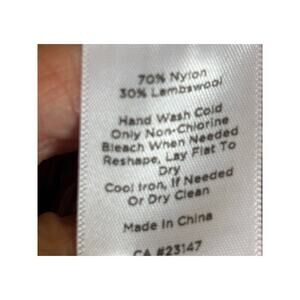 70% Nylon
30% Lambswool
Hand Wash Cold
Only Non-Chlorine
Bleach When Needed
Reshape, Lay Flat To
Dry
Cool Iron, If Needed
Or Dry Clean
Made In China
CA #23147